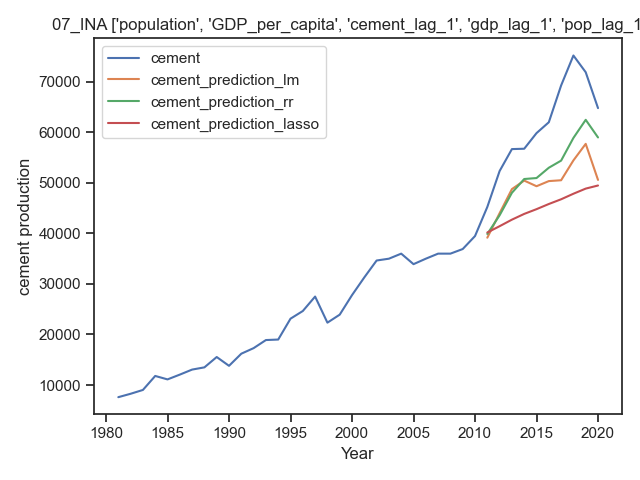 07_INA ['population', 'GDP_per_capita', 'cement_lag_1', 'gdp_lag_1', 'pop_lag_1
cement
cement_prediction_lm
cement_prediction_rr
cement_prediction_lasso
cement production
70000
60000
50000
40000
30000
20000
10000
1980 1985 1990 1995 2000 2005 2010 2015 2020
Year